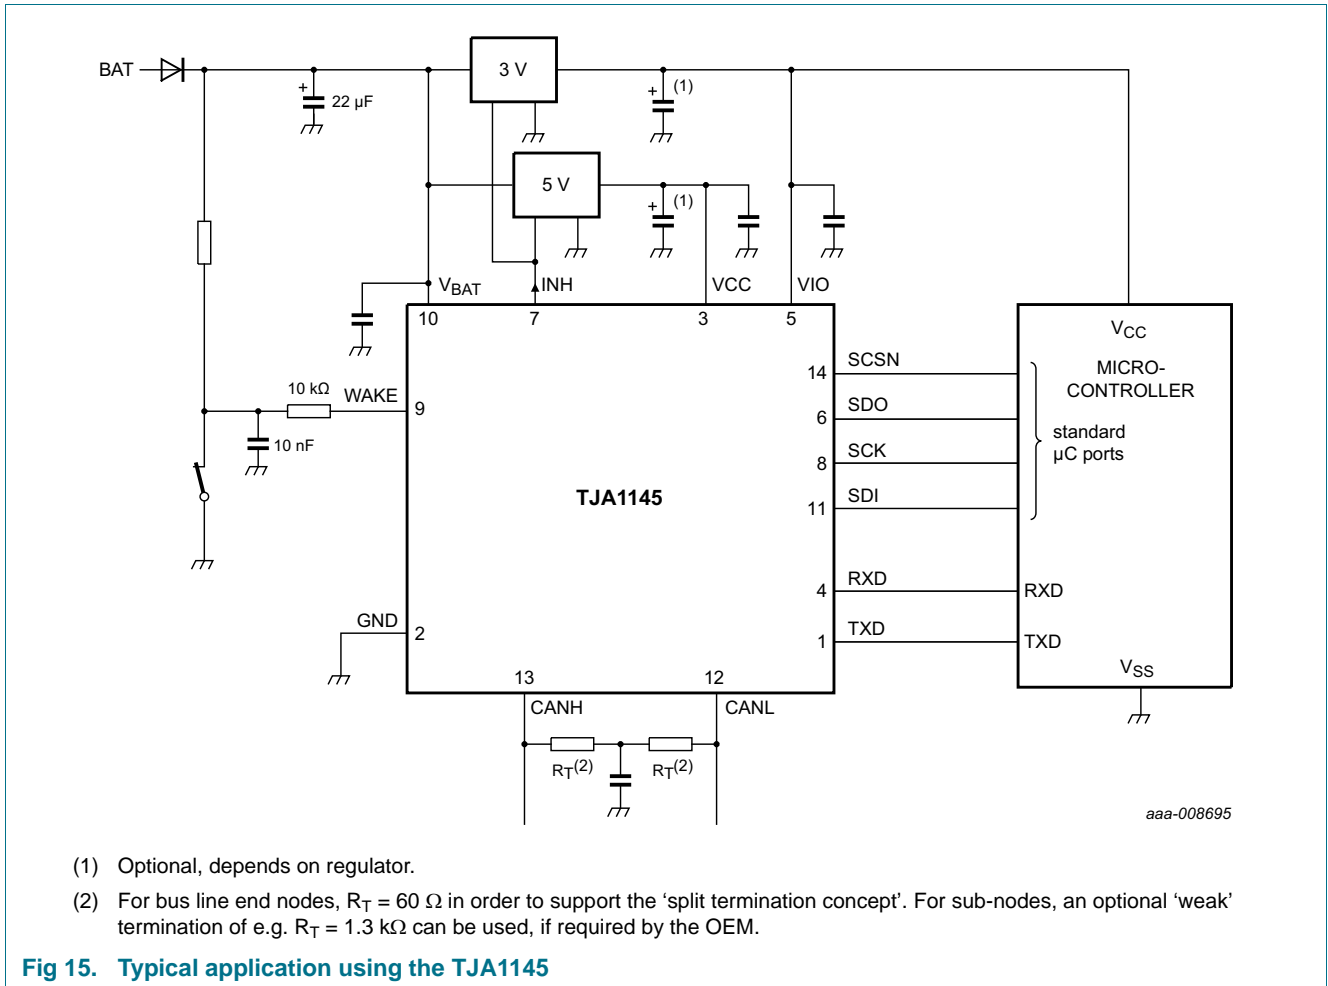 BAT
3 V
(1)
+
22 µF
+
5 V
(1)
+
VBAT
INH
VCC
VIO
10
7
3
5
VCC
14
SCSN
MICRO-
CONTROLLER
10 kΩ
WAKE
9
6
SDO
standard
µC ports
10 nF
8
SCK
TJA1145
11
SDI
4
RXD
RXD
GND
2
1
TXD
TXD
13
12
VSS
CANH
CANL
RT(2)
RT(2)
aaa-008695
(1) Optional, depends on regulator.
(2) For bus line end nodes, RT = 60 Ω in order to support the ‘split termination concept’. For sub-nodes, an optional ‘weak’
termination of e.g. RT = 1.3 kΩ can be used, if required by the OEM.
Fig 15. Typical application using the TJA1145